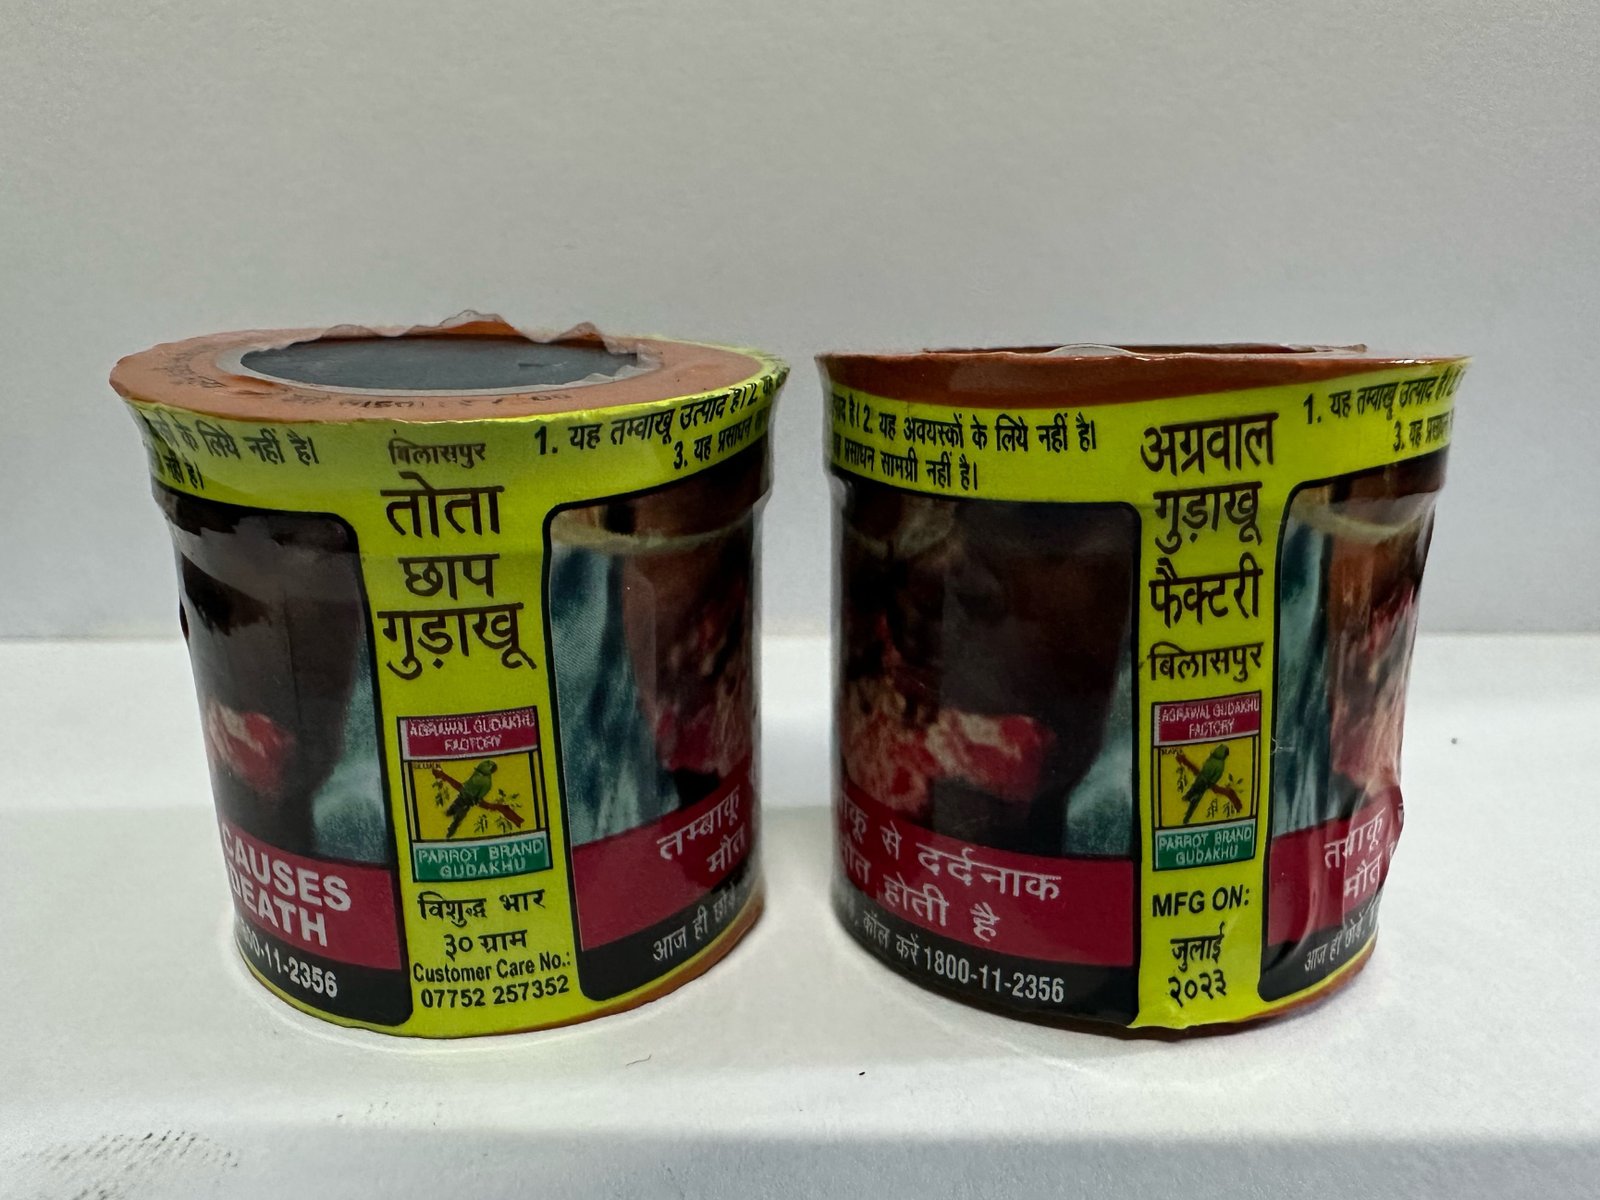 के लिये नहीं है।
नहीं है।
बिलासपुर
तोता
छाप
गुड़ाखू
AGRAWAL GUDAKHU
FACTORY
PARROT BRAND
GUDAKHU
विशुद्ध भार
३० ग्राम
Customer Care No.:
07752 257352
CAUSES
DEATH
-11-2356
1. यह तम्बाखू उत्पाद है। 2.
3. यह प्रसाधन
तम्बाकू
मौत
आज ही छोड़ें
है। 2. यह अवयस्कों के लिये नहीं है।
प्रसाधन सामग्री नहीं है।
से दर्दनाक
होती है
कॉल करें 1800-11-2356
अग्रवाल
गुड़ाखू
फैक्टरी
बिलासपुर
AGRAWAL GUDAKHU
FACTORY
PARROT BRAND
GUDAKHU
MFG ON:
जुलाई
२०२३
1. यह तम्बाखू उत्पाद है।
3. यह
तम्बाकू
मौत
आज ही छोड़ें,